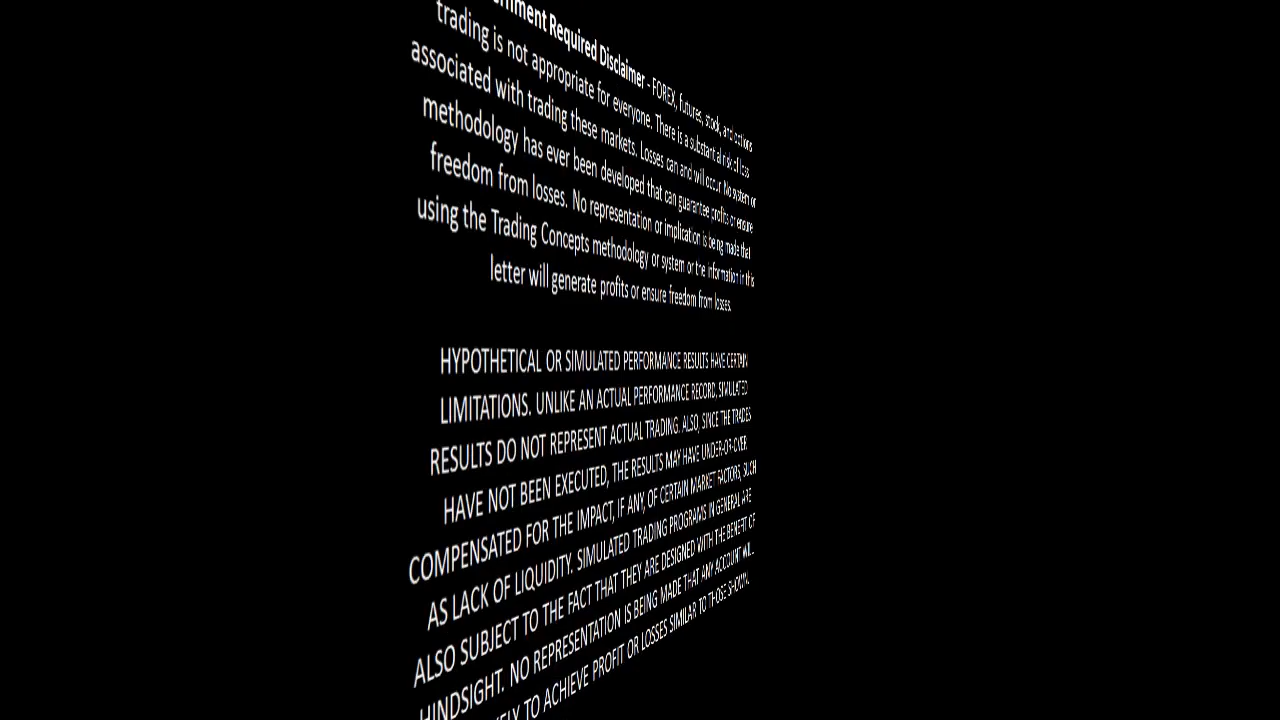 Required Disclaimer - FOREX, futures, stock, and options
trading is not appropriate for everyone. There is a substantial risk of loss
associated with trading these markets. Losses can and will occur. No system or
methodology has ever been developed that can guarantee profits or ensure
freedom from losses. No representation or implication is being made that
using the Trading Concepts methodology or system or the information in this
letter will generate profits or ensure freedom from losses.
HYPOTHETICAL OR SIMULATED PERFORMANCE RESULTS HAVE CERTAIN
LIMITATIONS. UNLIKE AN ACTUAL PERFORMANCE RECORD, SIMULATED
RESULTS DO NOT REPRESENT ACTUAL TRADING. ALSO, SINCE THE TRADES
HAVE NOT BEEN EXECUTED, THE RESULTS MAY HAVE UNDER-OR-OVER
COMPENSATED FOR THE IMPACT, IF ANY, OF CERTAIN MARKET FACTORS, SUCH
AS LACK OF LIQUIDITY. SIMULATED TRADING PROGRAMS IN GENERAL ARE
ALSO SUBJECT TO THE FACT THAT THEY ARE DESIGNED WITH THE BENEFIT OF
HINDSIGHT. NO REPRESENTATION IS BEING MADE THAT ANY ACCOUNT WILL
TO ACHIEVE PROFIT OR LOSSES SIMILAR TO THOSE SHOWN.